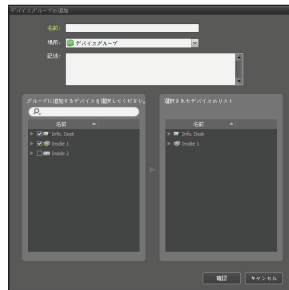 デバイスグループの追加
名前:
場所: デバイスグループ
記述:
グループに追加するデバイスを選択してください。
名前
Info. Desk
Inside 1
Inside 2
選択されたデバイスのリスト
名前
Info. Desk
Inside 1
確認 キャンセル